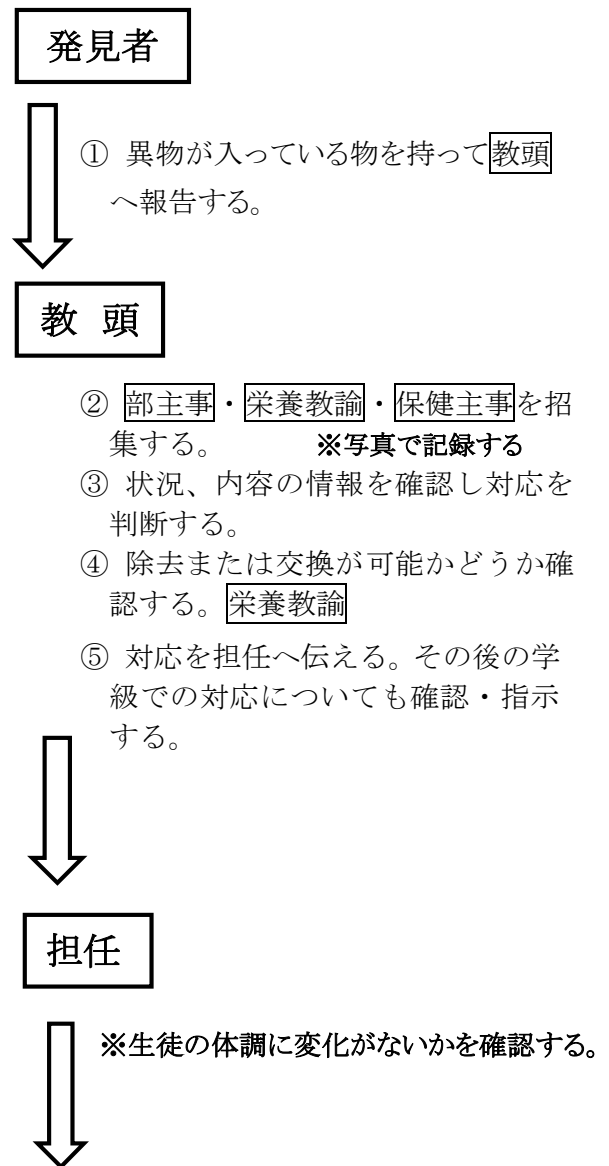 発見者
① 異物が入っている物を持って教頭
へ報告する。
教 頭
② 部主事・栄養教諭・保健主事を招
集する。 ※写真で記録する
③ 状況、内容の情報を確認し対応を
判断する。
④ 除去または交換が可能かどうか確
認する。栄養教諭
⑤ 対応を担任へ伝える。その後の学
級での対応についても確認・指示
する。
担任
※生徒の体調に変化がないかを確認する。